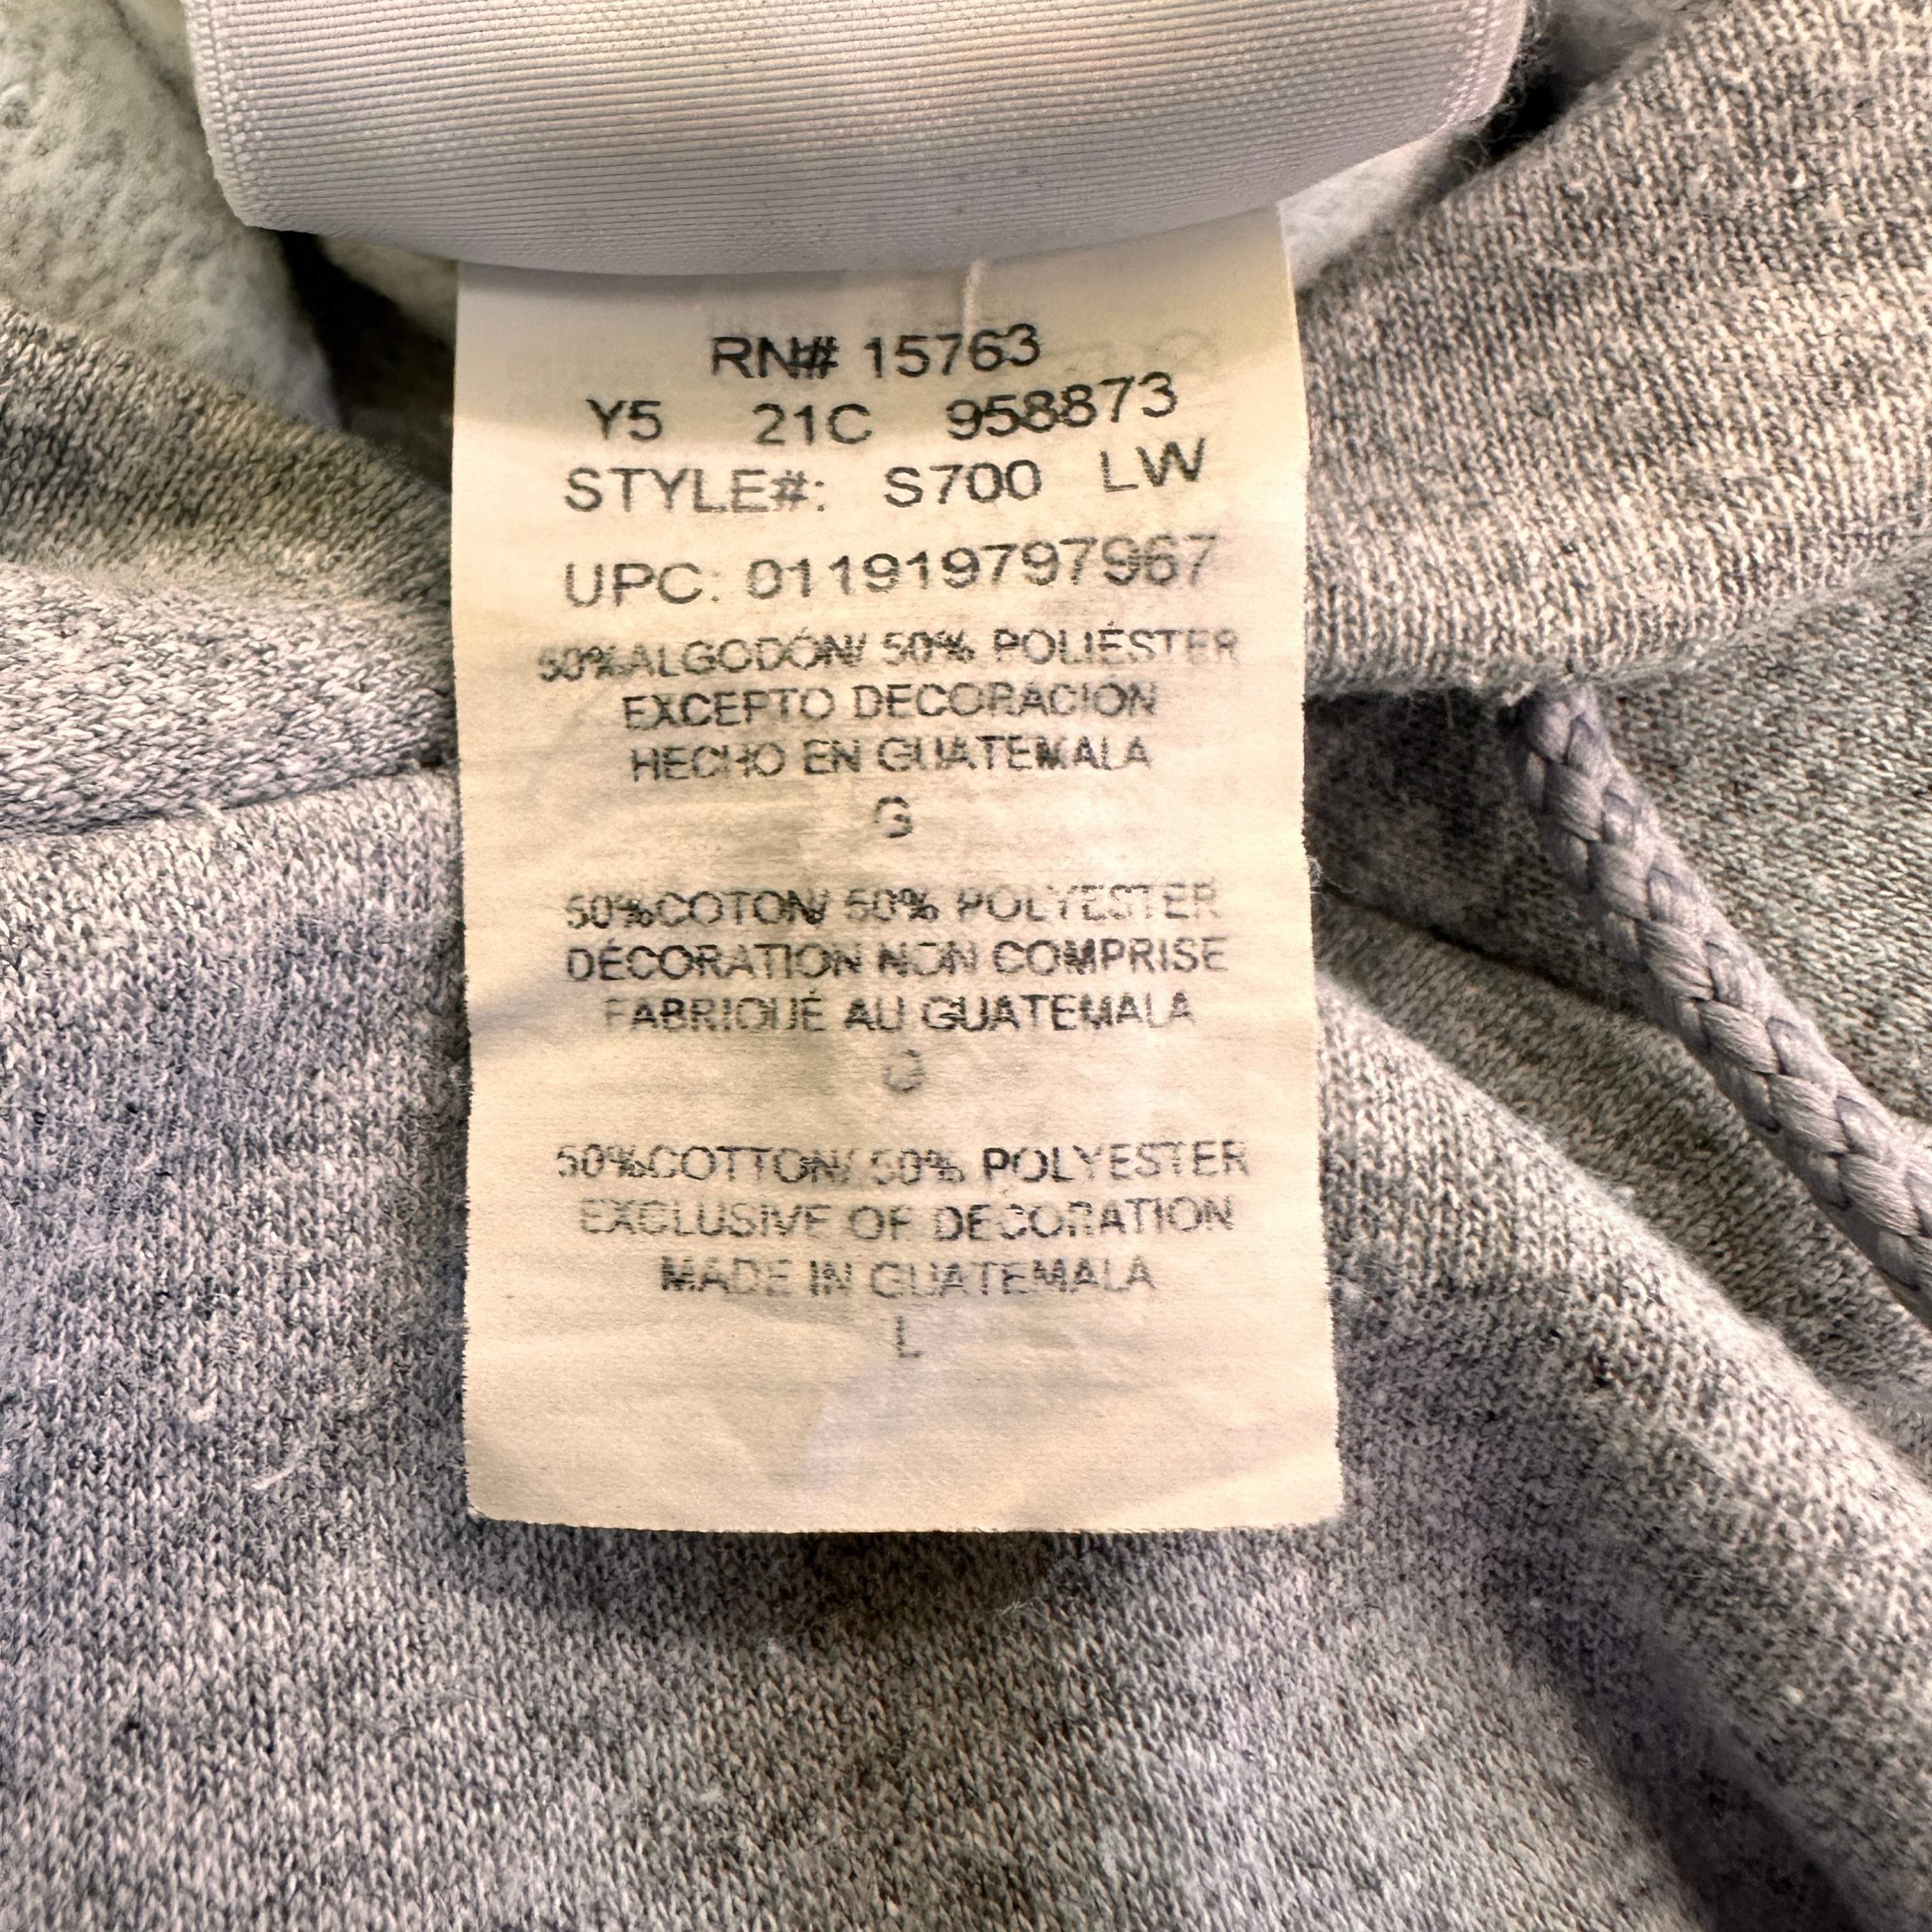 RN# 15763
Y5 21C 958873
STYLE#: S700 LW
UPC: 011919797967
50%ALGODÓN/ 50% POLIÉSTER
EXCEPTO DECORACIÓN
HECHO EN GUATEMALA
G
50%COTON/ 50% POLYESTER
DÉCORATION NON COMPRISE
FABRIQUÉ AU GUATEMALA
G
50%COTTON/ 50% POLYESTER
EXCLUSIVE OF DECORATION
MADE IN GUATEMALA
L